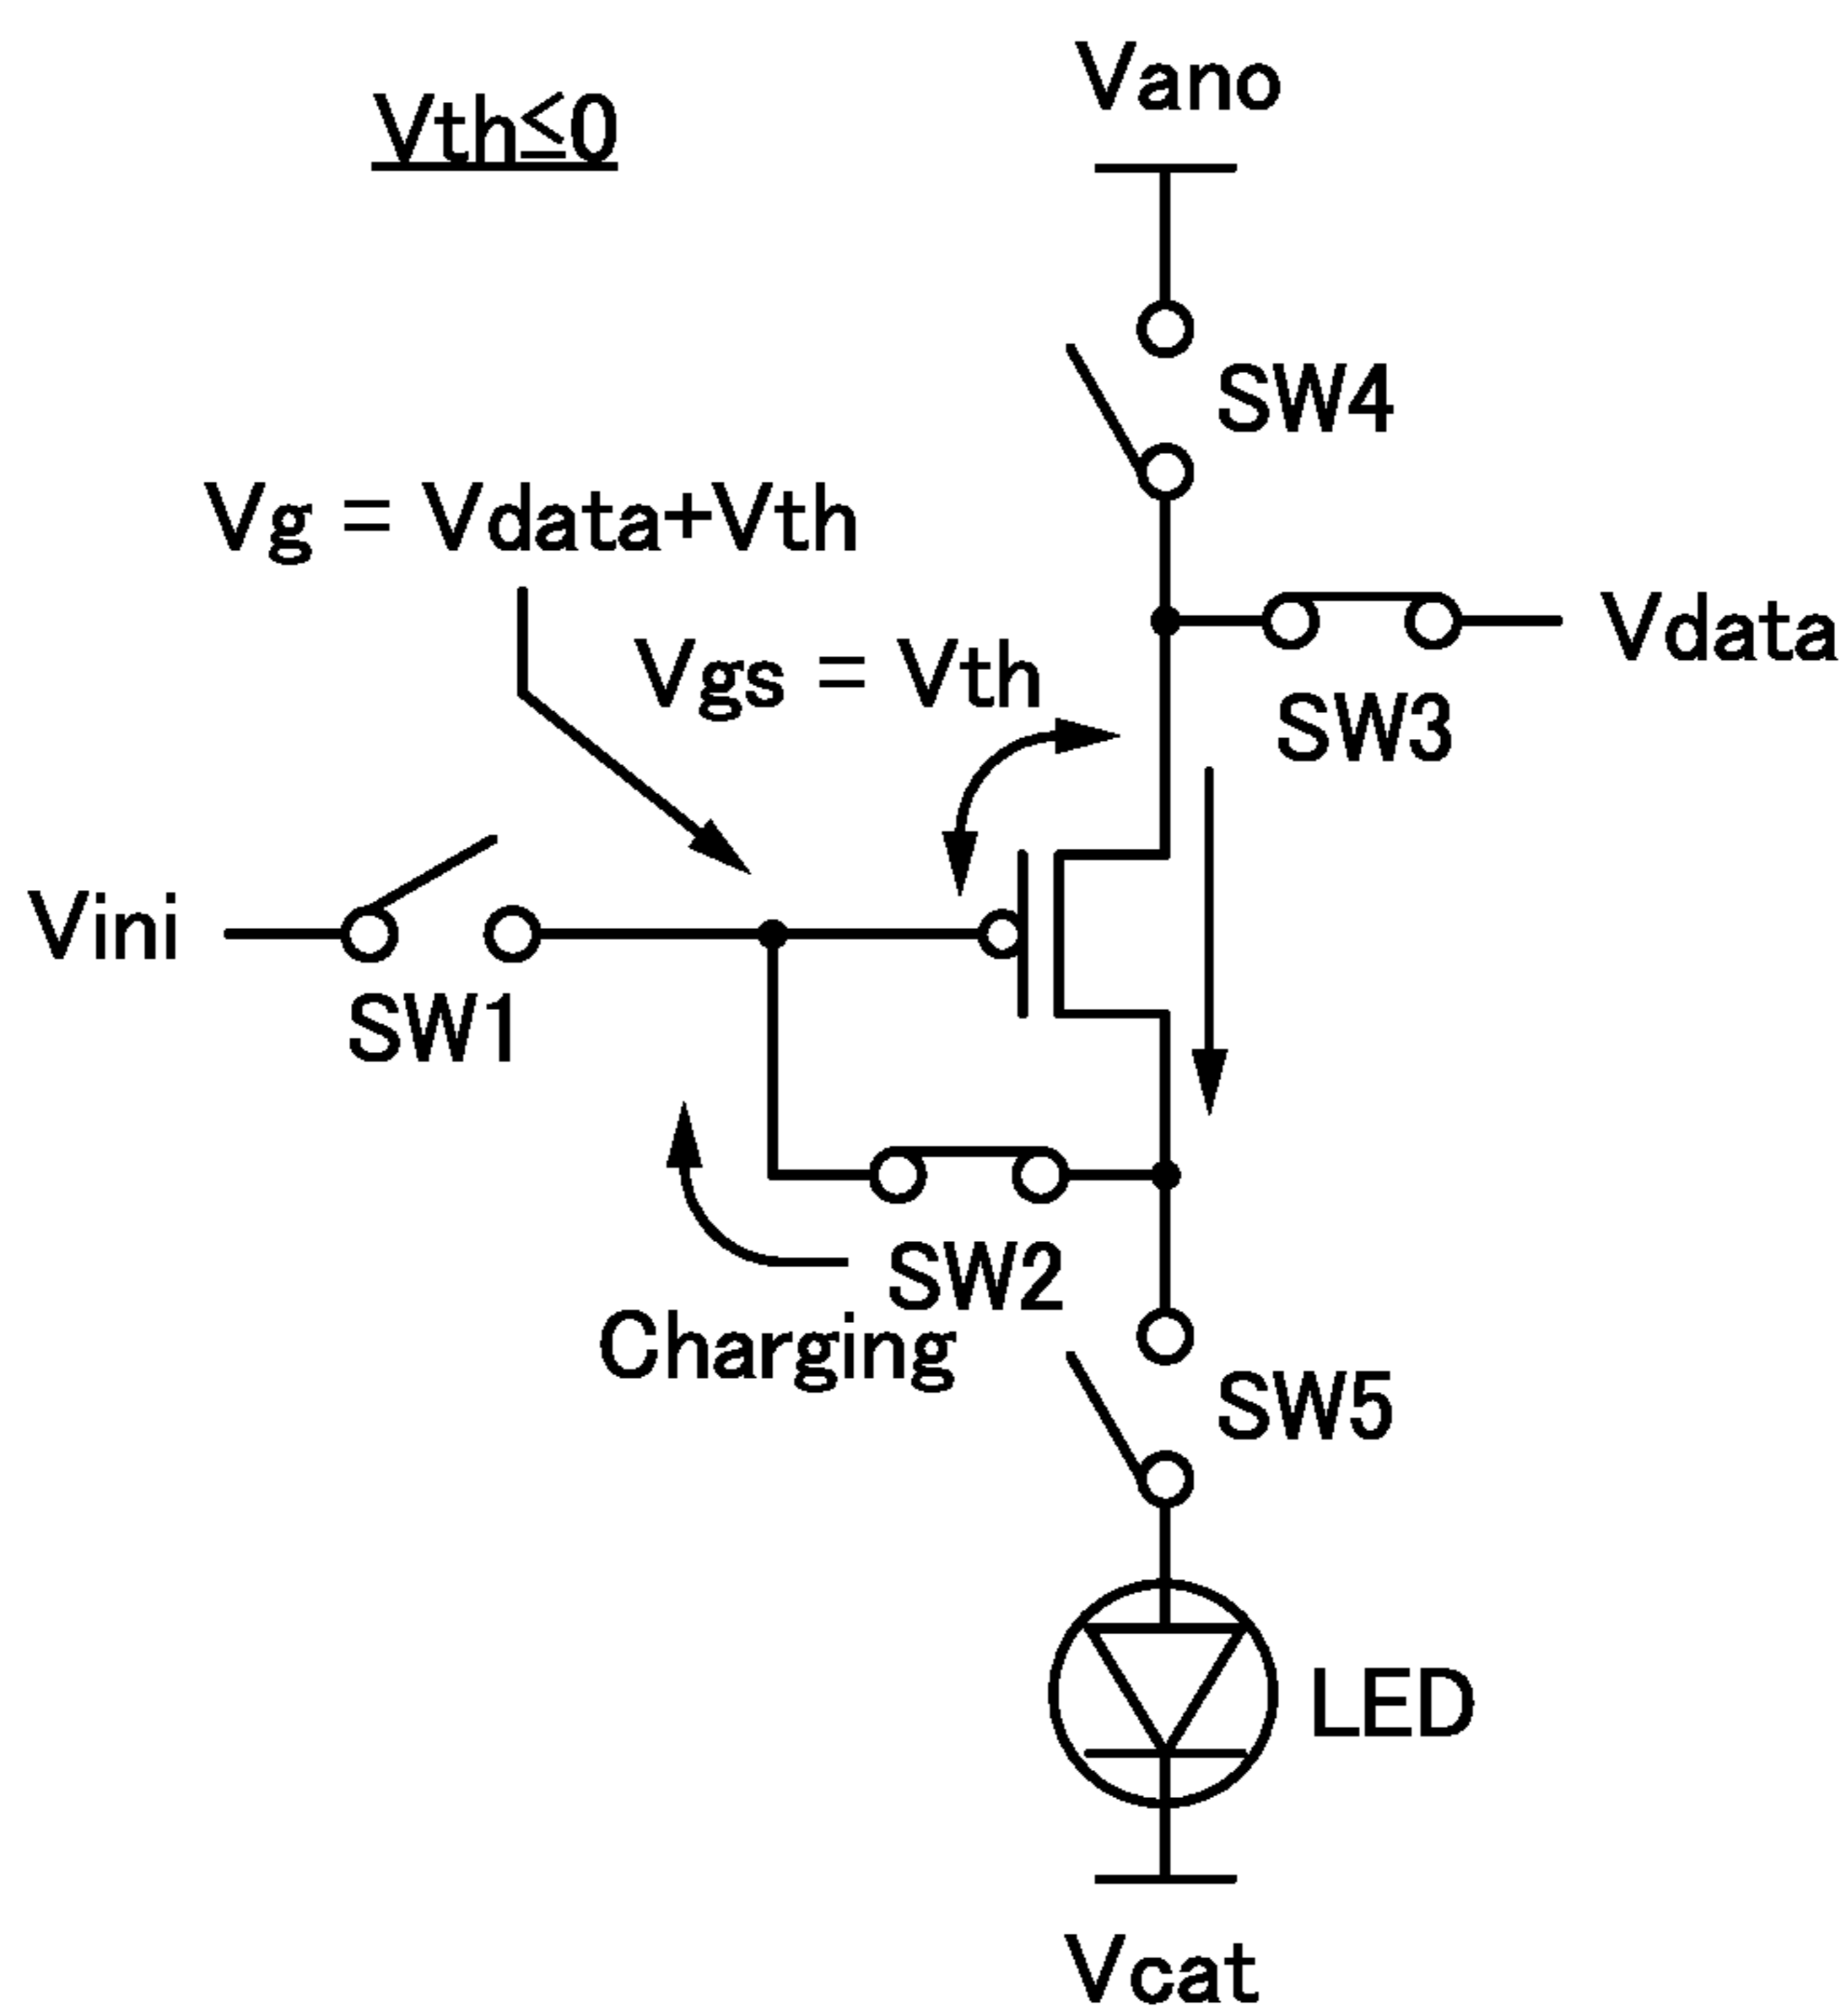 Vano
Vth≤0
SW4
Vg = Vdata+Vth
Vdata
Vgs = Vth
SW3
Vini
SW1
SW2
Charging
SW5
LED
Vcat